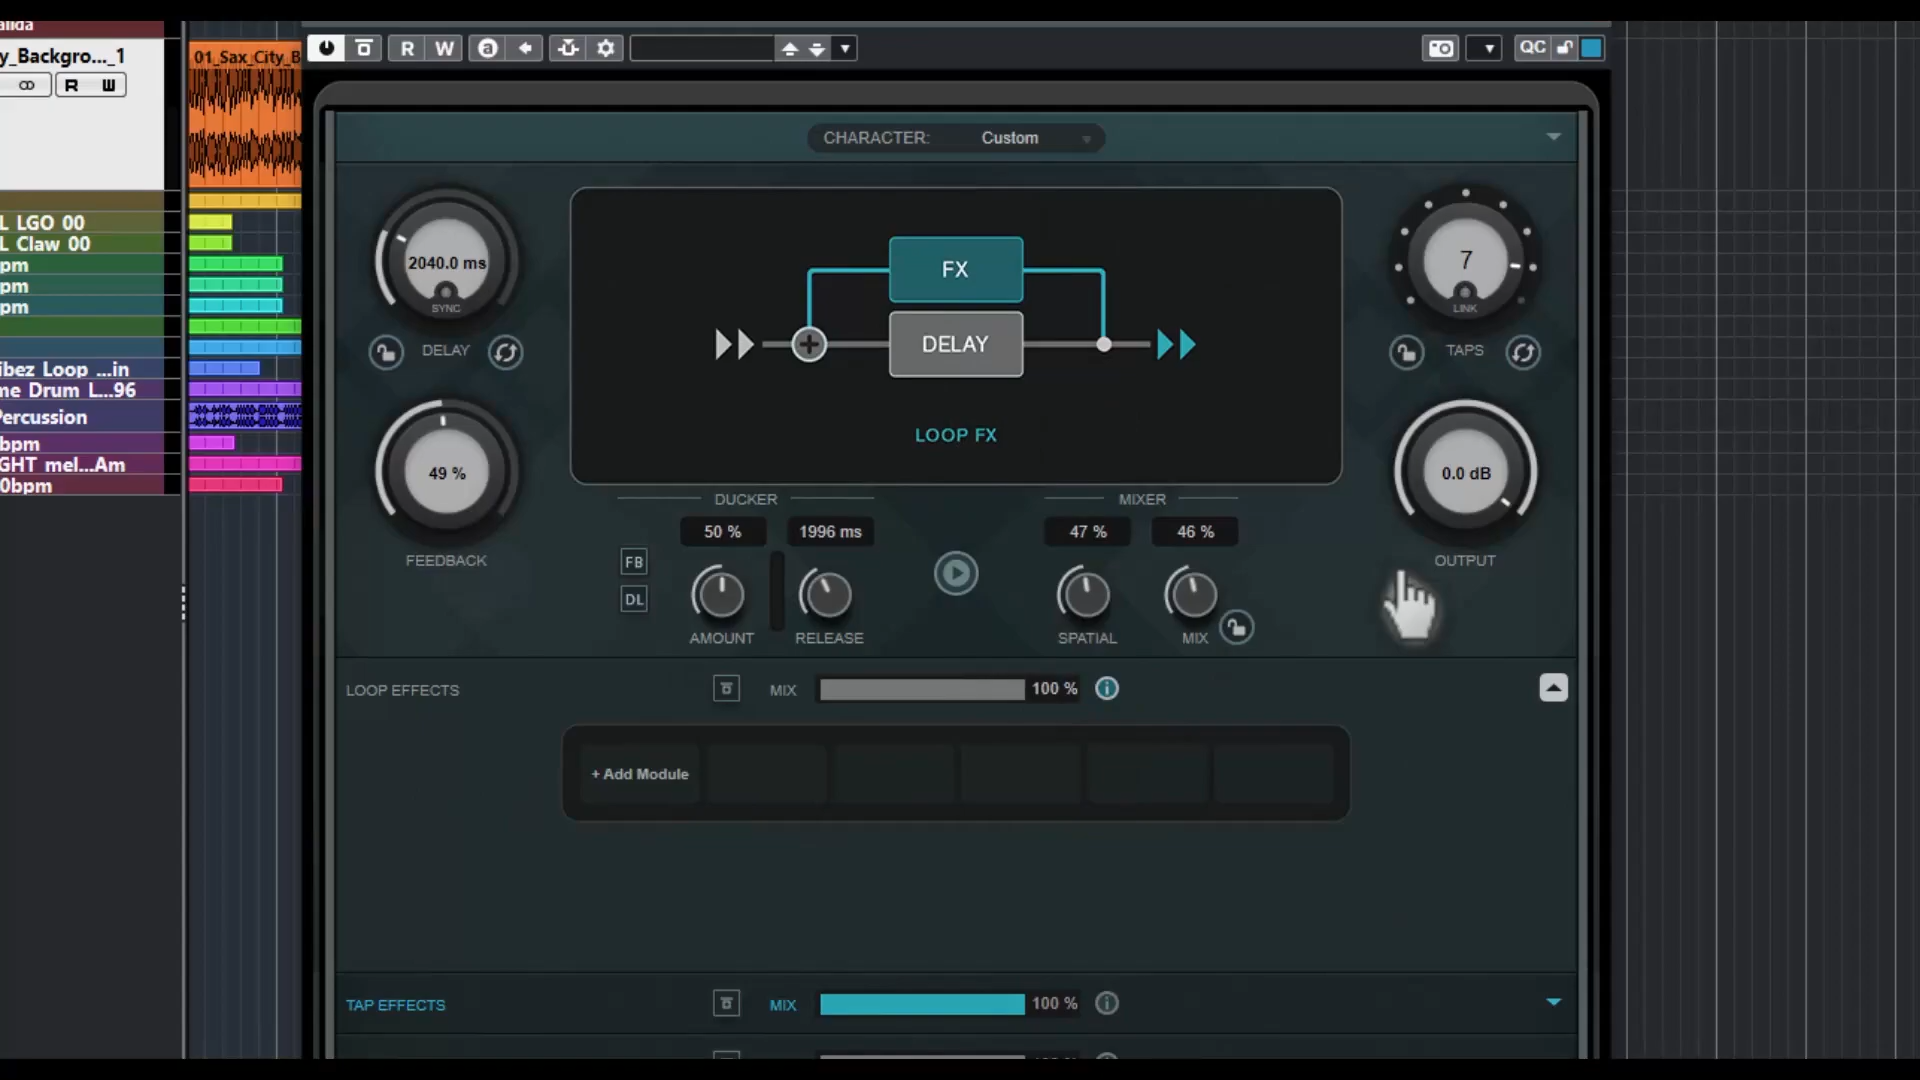 alida
y_Backgro..._1
R W
01_Sax_City_B
L LGO 00
L Claw 00
pm
pm
pm
ibez Loop ...in
ne Drum L...96
Percussion
bpm
GHT mel...Am
0bpm
R W a QC
CHARACTER: Custom
2040.0 ms
SYNC
DELAY
49 %
FEEDBACK
FX
DELAY
LOOP FX
7
LINK
TAPS
0.0 dB
OUTPUT
DUCKER
50 % 1996 ms
FB
DL
AMOUNT RELEASE
MIXER
47 % 46 %
SPATIAL MIX
LOOP EFFECTS MIX 100 % i
+ Add Module
TAP EFFECTS MIX 100 % i